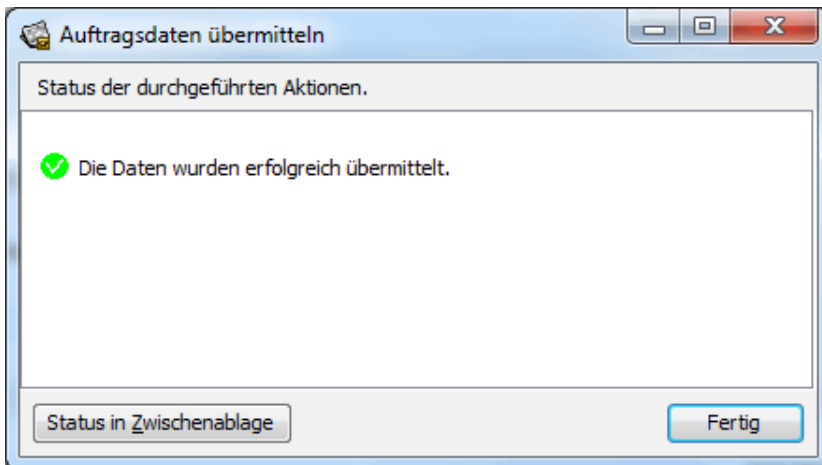 Auftragsdaten übermitteln
Status der durchgeführten Aktionen.
Die Daten wurden erfolgreich übermittelt.
Status in Zwischenablage
Fertig